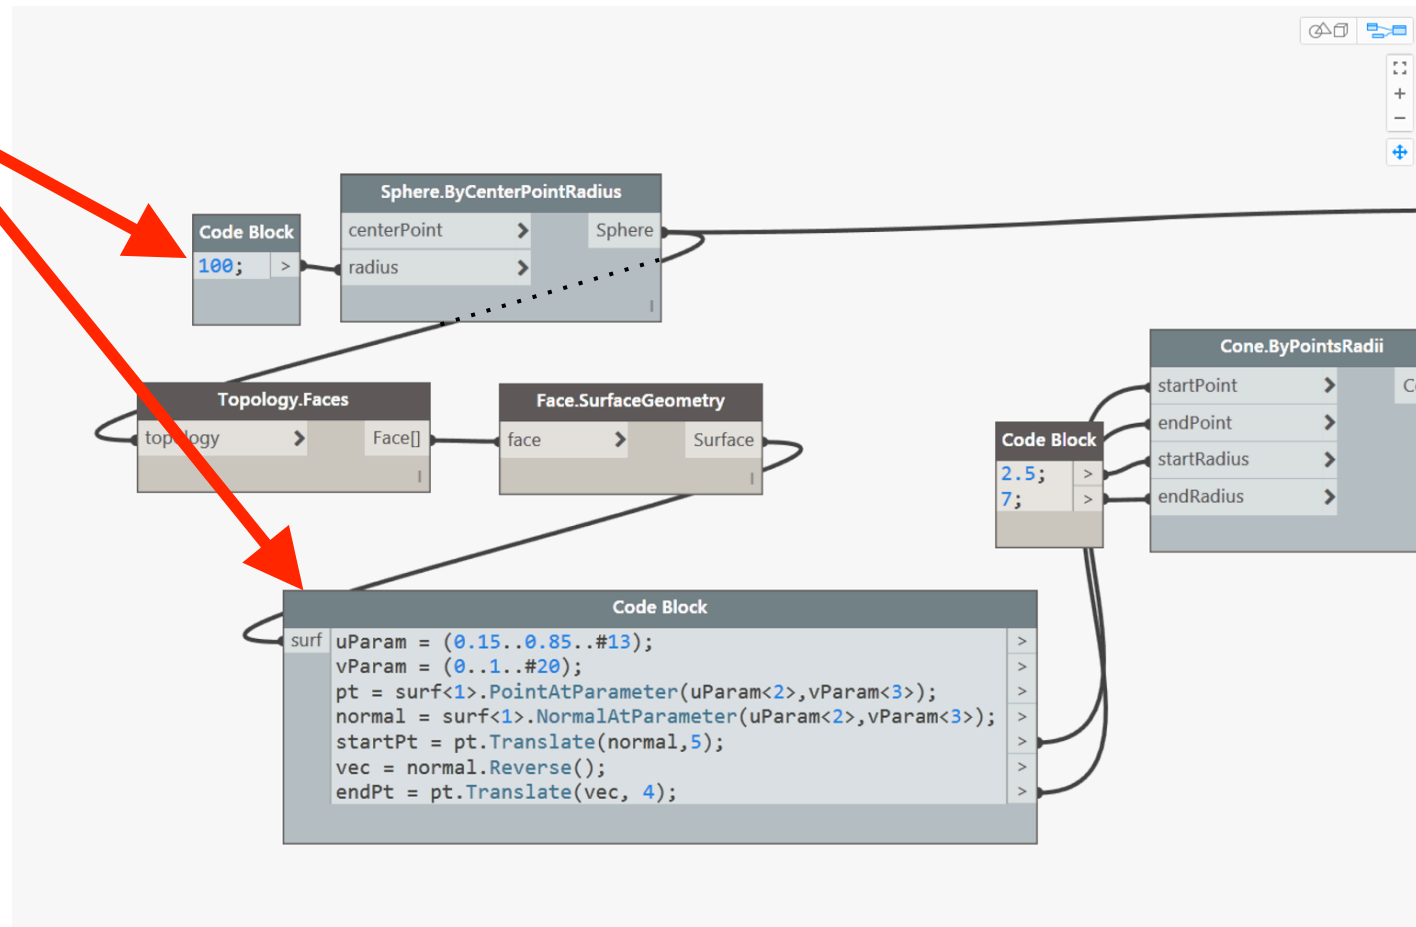 Sphere.ByCenterPointRadius
centerPoint > Sphere
radius >
Code Block
100; >
Topology.Faces
topology > Face[]
Face.SurfaceGeometry
face > Surface
Cone.ByPointsRadii
startPoint >
endPoint >
startRadius >
endRadius >
Code Block
2.5; >
7; >
Code Block
surf uParam = (0.15..0.85..#13); >
vParam = (0..1..#20); >
pt = surf<1>.PointAtParameter(uParam<2>,vParam<3>); >
normal = surf<1>.NormalAtParameter(uParam<2>,vParam<3>); >
startPt = pt.Translate(normal,5); >
vec = normal.Reverse(); >
endPt = pt.Translate(vec, 4); >